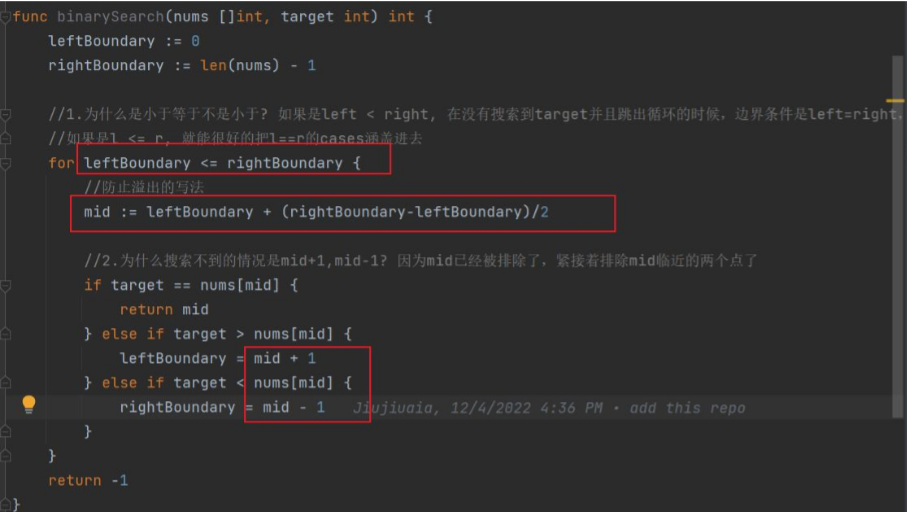 func binarySearch(nums []int, target int) int {
leftBoundary := 0
rightBoundary := len(nums) - 1
//1.为什么是小于等于不是小于? 如果是left < right, 在没有搜索到target并且跳出循环的时候，边界条件是left=right.
//如果是l <= r, 就能很好的把l==r的cases涵盖进去
for leftBoundary <= rightBoundary {
//防止溢出的写法
mid := leftBoundary + (rightBoundary-leftBoundary)/2
//2.为什么搜索不到的情况是mid+1,mid-1? 因为mid已经被排除了，紧接着排除mid临近的两个点了
if target == nums[mid] {
return mid
} else if target > nums[mid] {
leftBoundary = mid + 1
} else if target < nums[mid] {
rightBoundary = mid - 1 Jiujiuaia, 12/4/2022 4:36 PM • add this repo
}
}
return -1
}